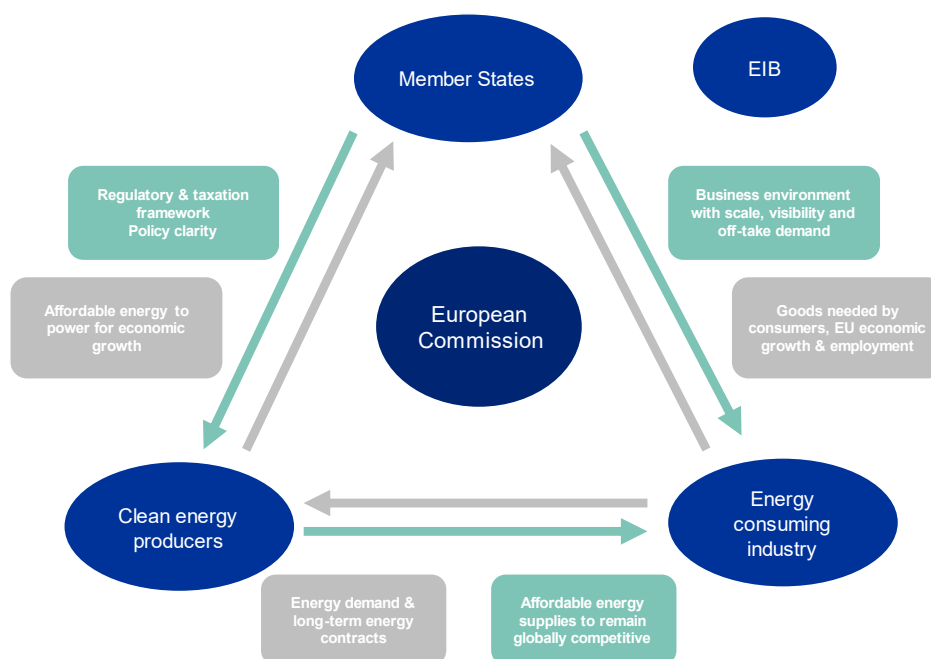 Member States
EIB
Regulatory & taxation
framework
Policy clarity
Business environment
with scale, visibility and
off-take demand
Affordable energy to
power for economic
growth
European
Commission
Goods needed by
consumers, EU economic
growth & employment
Clean energy
producers
Energy
consuming
industry
Energy demand &
long-term energy
contracts
Affordable energy
supplies to remain
globally competitive